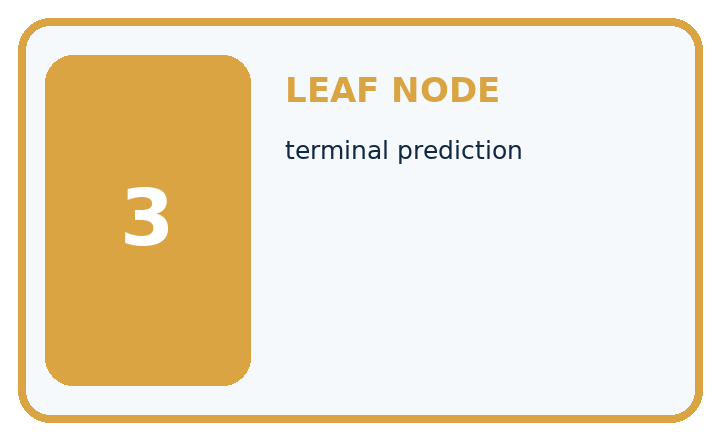 3
LEAF NODE
terminal prediction